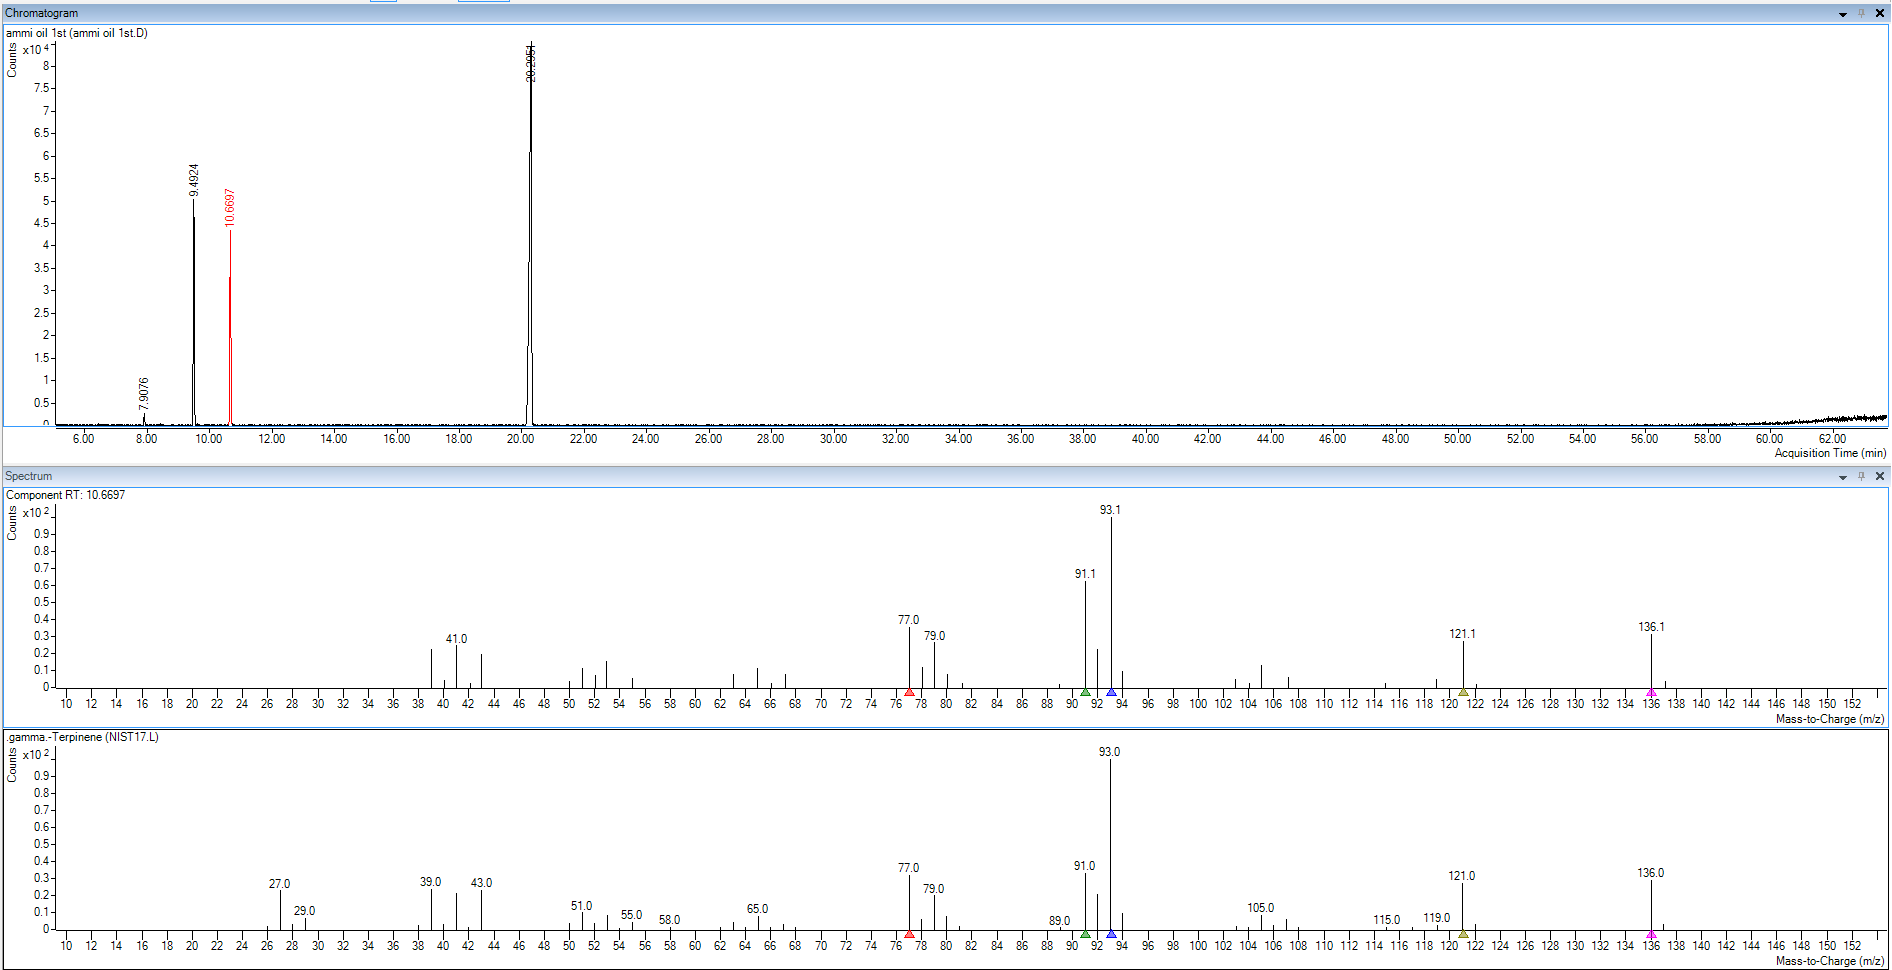 Chromatogram
ammi oil 1st (ammi oil 1st.D)
Counts
x10 4
8
7.5
7
6.5
6
5.5
5
4.5
4
3.5
3
2.5
2
1.5
1
0.5
0
7.9076
9.4924
10.6697
20.2951
6.00 8.00 10.00 12.00 14.00 16.00 18.00 20.00 22.00 24.00 26.00 28.00 30.00 32.00 34.00 36.00 38.00 40.00 42.00 44.00 46.00 48.00 50.00 52.00 54.00 56.00 58.00 60.00 62.00
Acquisition Time (min)
Spectrum
Component RT: 10.6697
Counts
x10 2
0.9
0.8
0.7
0.6
0.5
0.4
0.3
0.2
0.1
0
41.0 77.0 79.0 91.1 93.1 121.1 136.1
10 12 14 16 18 20 22 24 26 28 30 32 34 36 38 40 42 44 46 48 50 52 54 56 58 60 62 64 66 68 70 72 74 76 78 80 82 84 86 88 90 92 94 96 98 100 102 104 106 108 110 112 114 116 118 120 122 124 126 128 130 132 134 136 138 140 142 144 146 148 150 152
Mass-to-Charge (m/z)
.gamma.-Terpinene (NIST17.L)
Counts
x10 2
0.9
0.8
0.7
0.6
0.5
0.4
0.3
0.2
0.1
0
27.0 29.0 39.0 43.0 51.0 55.0 58.0 65.0 77.0 79.0 89.0 91.0 93.0 105.0 115.0 119.0 121.0 136.0
10 12 14 16 18 20 22 24 26 28 30 32 34 36 38 40 42 44 46 48 50 52 54 56 58 60 62 64 66 68 70 72 74 76 78 80 82 84 86 88 90 92 94 96 98 100 102 104 106 108 110 112 114 116 118 120 122 124 126 128 130 132 134 136 138 140 142 144 146 148 150 152
Mass-to-Charge (m/z)